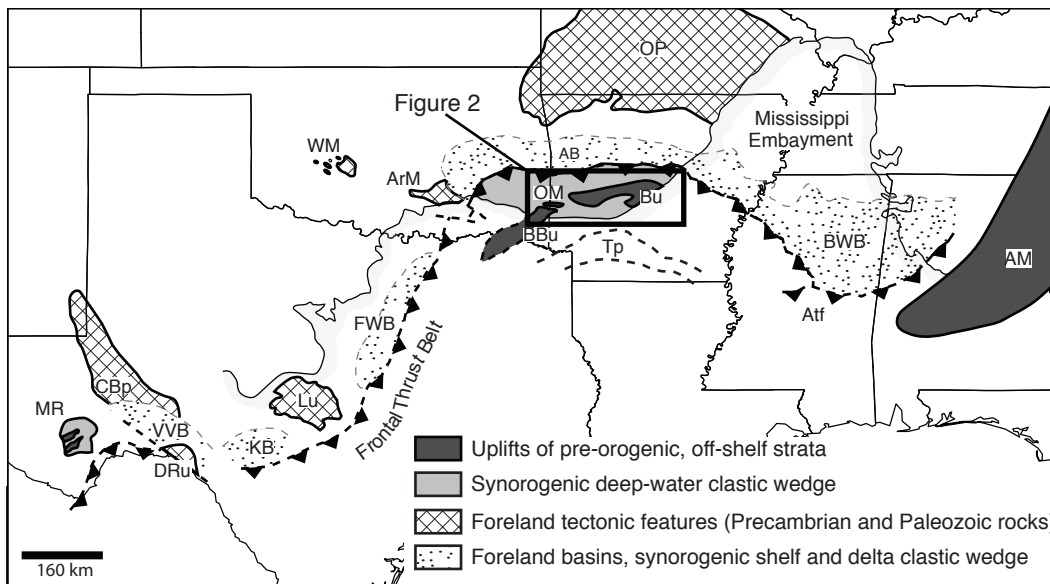 OP
Figure 2
Mississippi
Embayment
WM
AB
ArM
OM
Bu
BBu
Tp
BWB
AM
Atf
FWB
Frontal Thrust Belt
CBp
Lu
MR
VVB
KB
DRu
Uplifts of pre-orogenic, off-shelf strata
Synorogenic deep-water clastic wedge
Foreland tectonic features (Precambrian and Paleozoic rocks)
Foreland basins, synorogenic shelf and delta clastic wedge
160 km